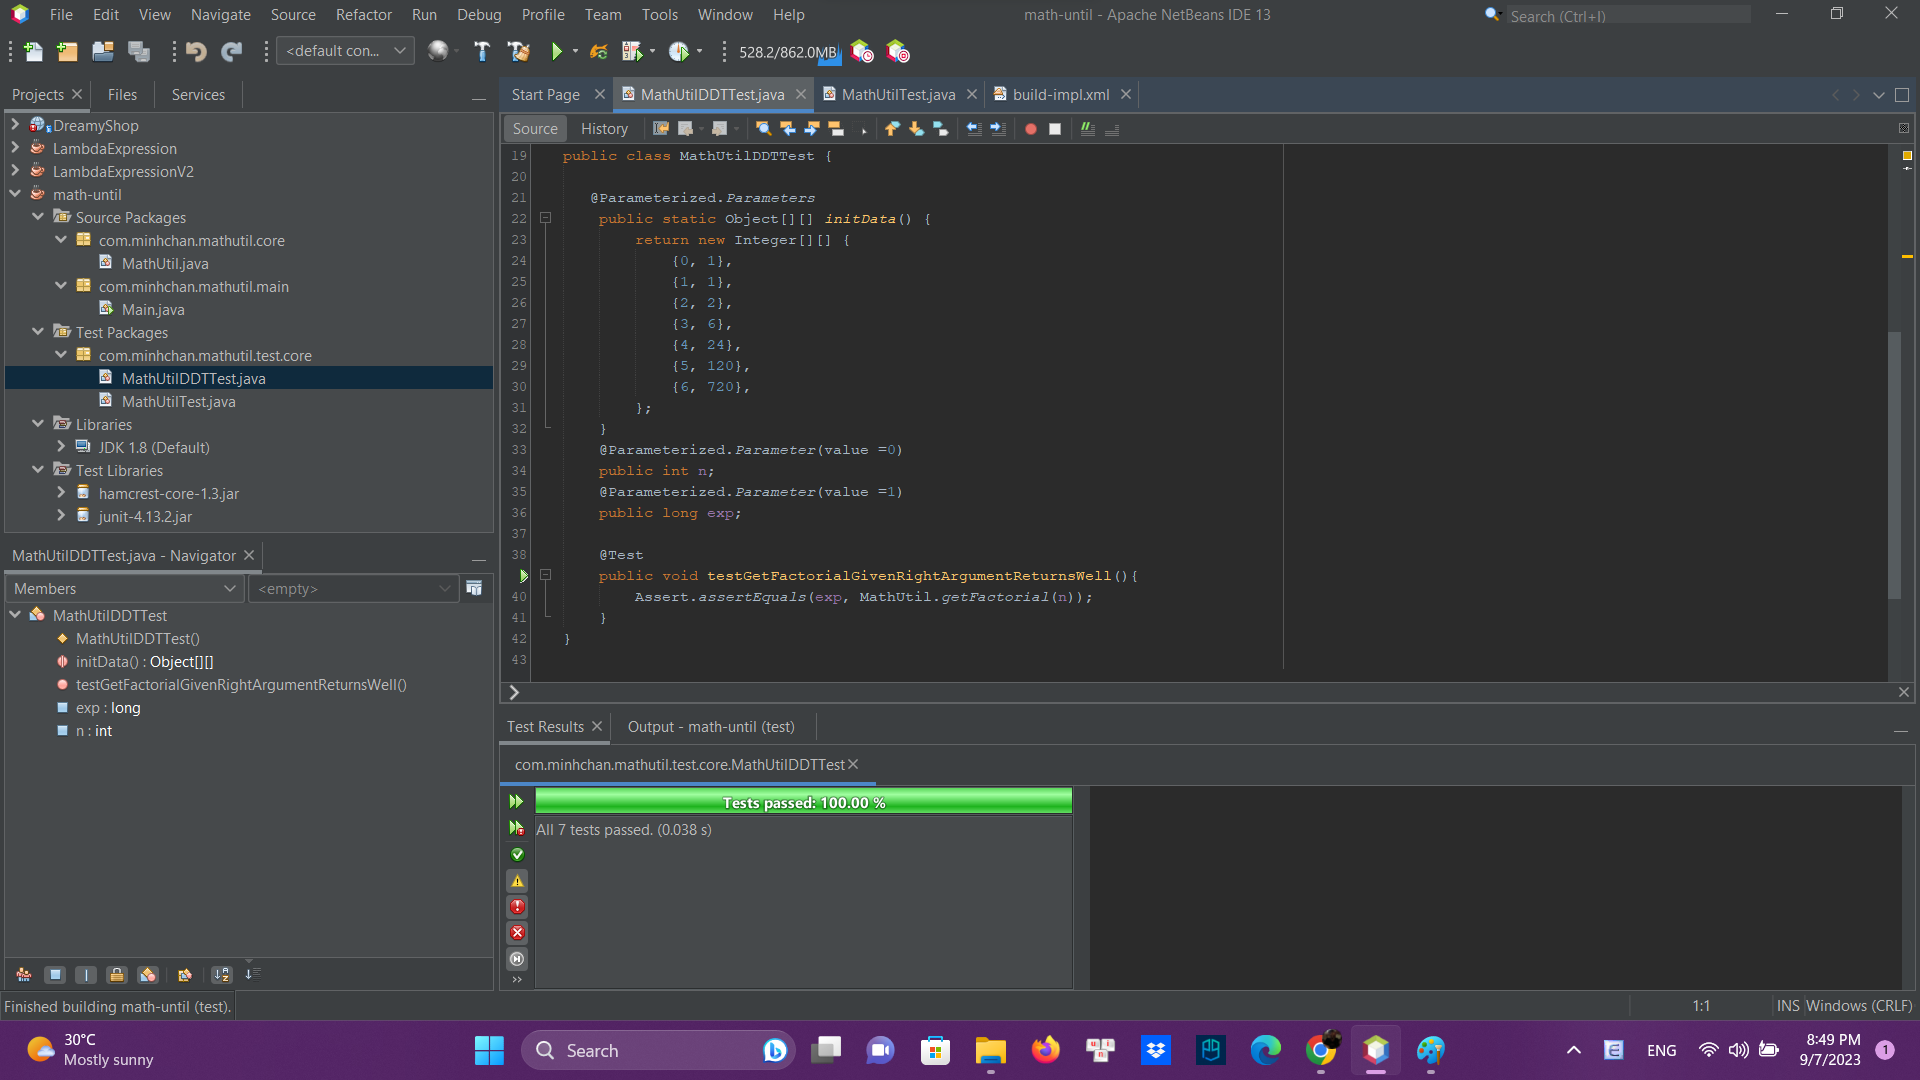 File Edit View Navigate Source Refactor Run Debug Profile Team Tools Window Help
math-until - Apache NetBeans IDE 13
Search (Ctrl+I)
<default con...
528.2/862.0MB
Projects Files Services
DreamyShop
LambdaExpression
LambdaExpressionV2
math-until
Source Packages
com.minhchan.mathutil.core
MathUtil.java
com.minhchan.mathutil.main
Main.java
Test Packages
com.minhchan.mathutil.test.core
MathUtilDDTTest.java
MathUtilTest.java
Libraries
JDK 1.8 (Default)
Test Libraries
hamcrest-core-1.3.jar
junit-4.13.2.jar
MathUtilDDTTest.java - Navigator
Members <empty>
MathUtilDDTTest
MathUtilDDTTest()
initData() : Object[][]
testGetFactorialGivenRightArgumentReturnsWell()
exp : long
n : int
Start Page MathUtilDDTTest.java MathUtilTest.java build-impl.xml
Source History
19 public class MathUtilDDTTest {
20
21 @Parameterized.Parameters
22 public static Object[][] initData() {
23 return new Integer[][] {
24 {0, 1},
25 {1, 1},
26 {2, 2},
27 {3, 6},
28 {4, 24},
29 {5, 120},
30 {6, 720},
31 };
32 }
33 @Parameterized.Parameter(value =0)
34 public int n;
35 @Parameterized.Parameter(value =1)
36 public long exp;
37
38 @Test
public void testGetFactorialGivenRightArgumentReturnsWell(){
40 Assert.assertEquals(exp, MathUtil.getFactorial(n));
41 }
42 }
43
Test Results Output - math-until (test)
com.minhchan.mathutil.test.core.MathUtilDDTTest
Tests passed: 100.00 %
All 7 tests passed. (0.038 s)
Finished building math-until (test).
1:1 INS Windows (CRLF)
30°C
Mostly sunny
Search
ENG
8:49 PM
9/7/2023
1